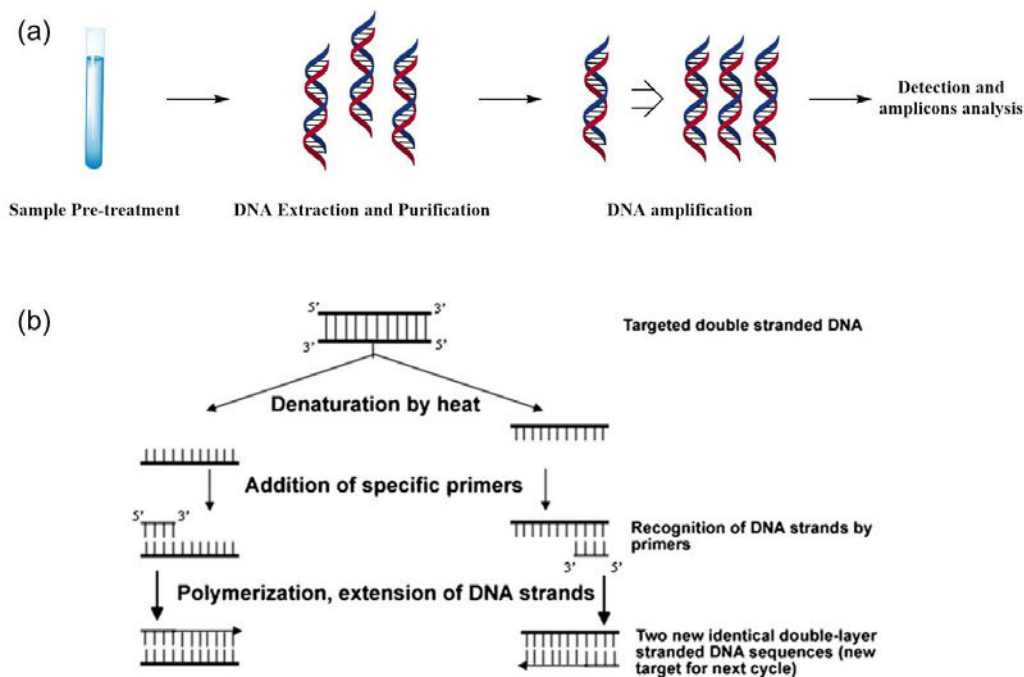 (a)
Detection and
amplicons analysis
Sample Pre-treatment
DNA Extraction and Purification
DNA amplification
(b)
5’
3’
3’
5’
Targeted double stranded DNA
Denaturation by heat
Addition of specific primers
5’
3’
Recognition of DNA strands by
primers
3’
5’
Polymerization, extension of DNA strands
Two new identical double-layer
stranded DNA sequences (new
target for next cycle)